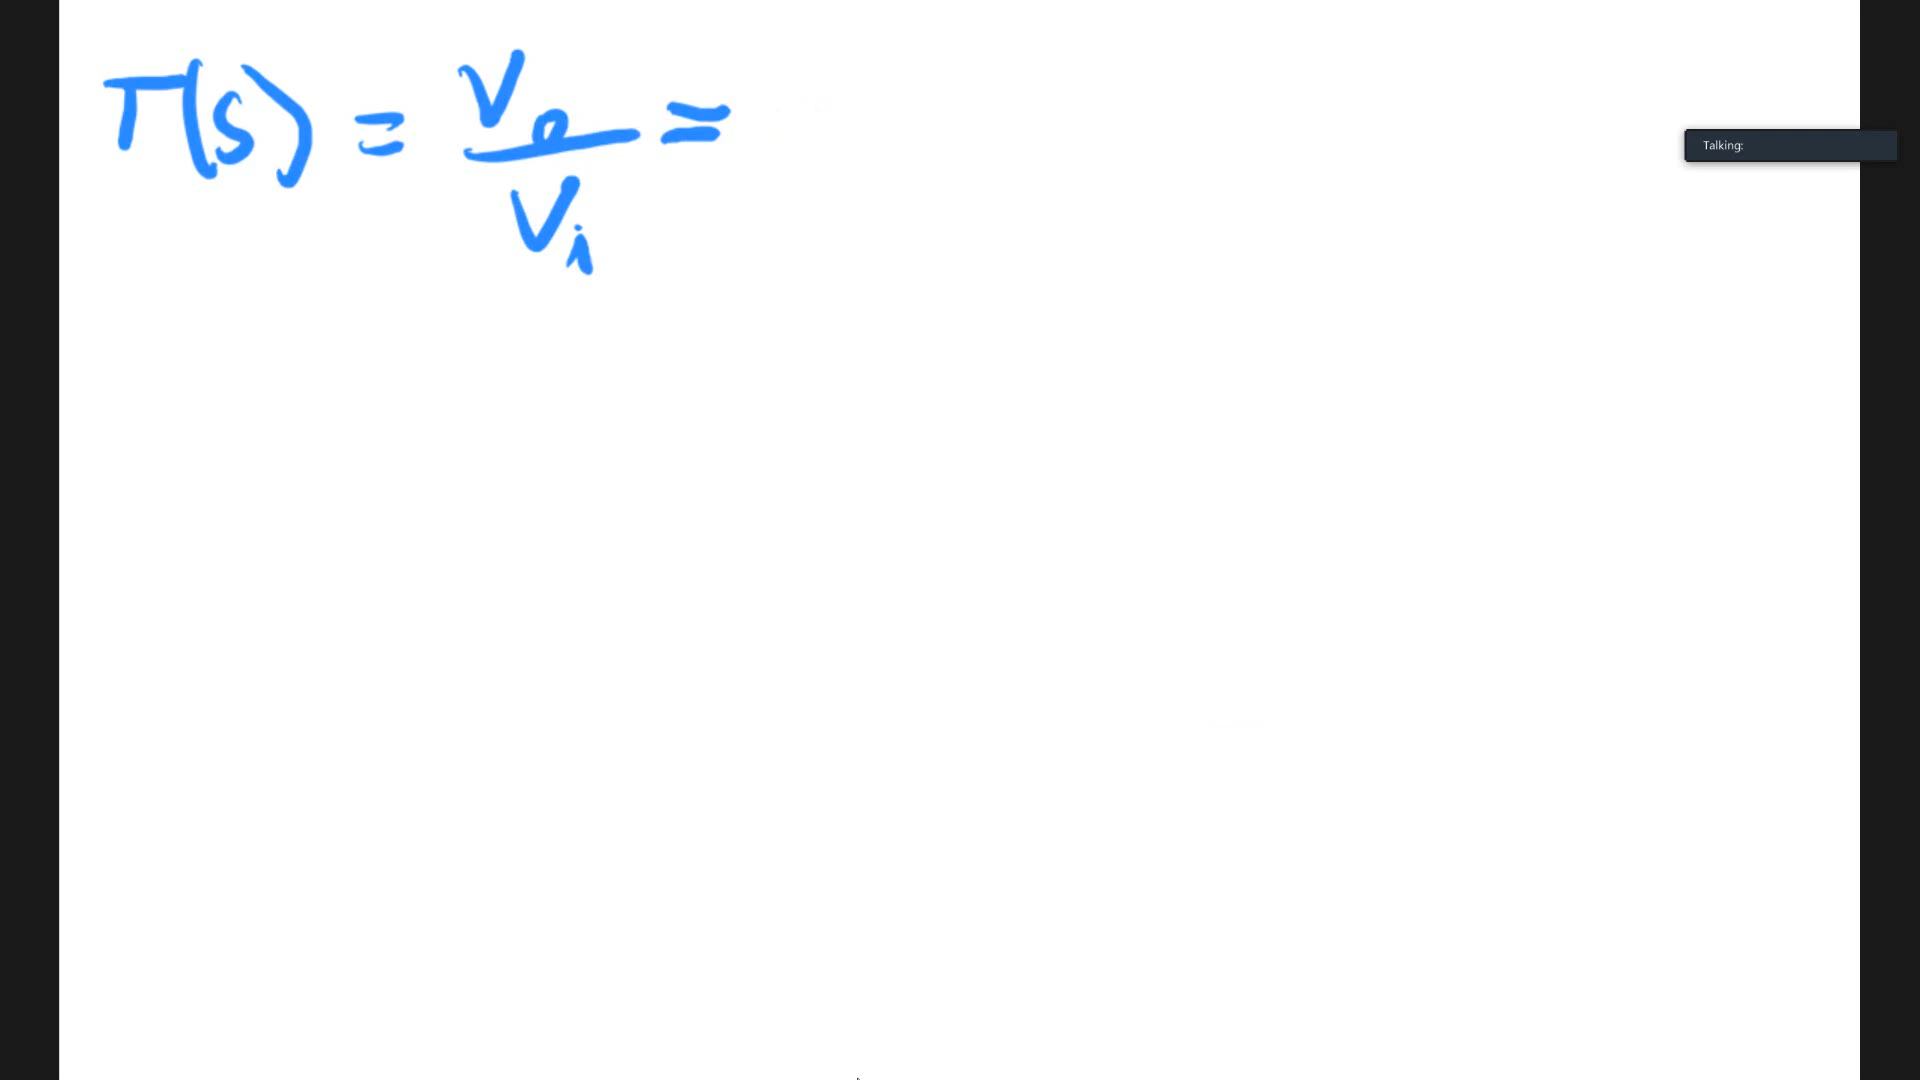 T(s) = Vo/Vi =
Talking: